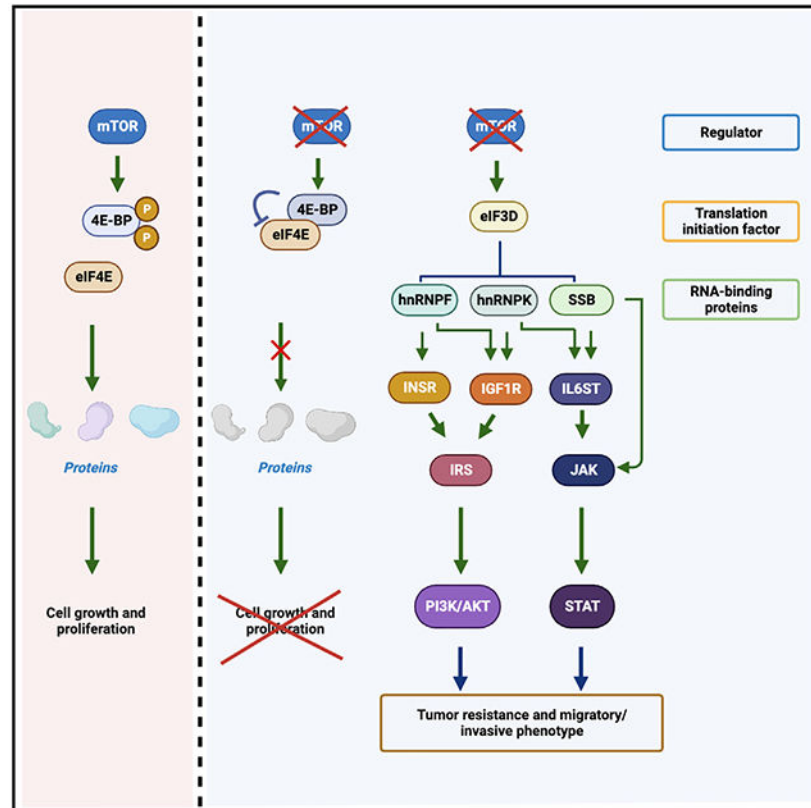 mTOR
4E-BP
P
P
eIF4E
Proteins
Cell growth and
proliferation
mTOR
4E-BP
eIF4E
Proteins
Cell growth and
proliferation
mTOR
eIF3D
hnRNPF
hnRNPK
SSB
INSR
IGF1R
IL6ST
IRS
JAK
PI3K/AKT
STAT
Tumor resistance and migratory/
invasive phenotype
Regulator
Translation
initiation factor
RNA-binding
proteins